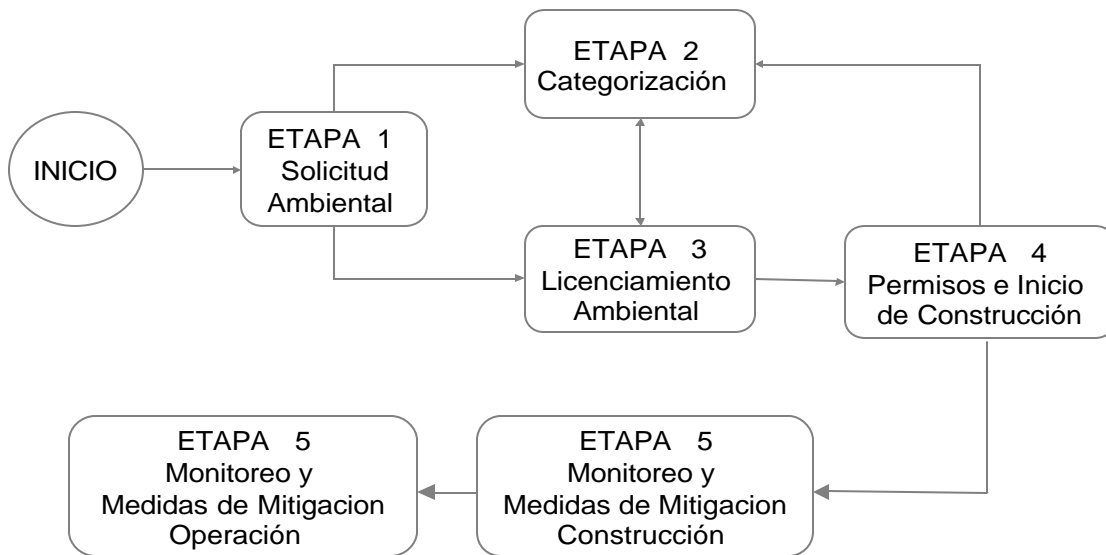 INICIO
ETAPA 1
Solicitud
Ambiental
ETAPA 2
Categorización
ETAPA 3
Licenciamiento
Ambiental
ETAPA 4
Permisos e Inicio
de Construcción
ETAPA 5
Monitoreo y
Medidas de Mitigacion
Operación
ETAPA 5
Monitoreo y
Medidas de Mitigacion
Construcción